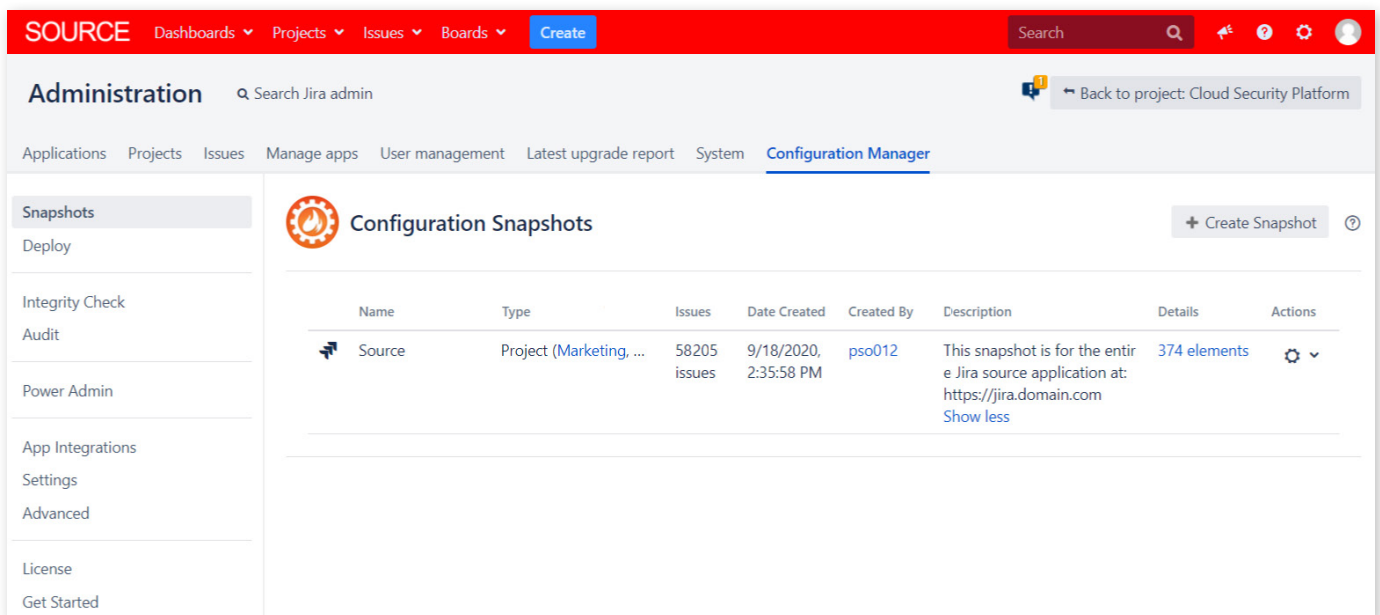 SOURCE Dashboards Projects Issues Boards Create Search
Administration Search Jira admin 1 Back to project: Cloud Security Platform
Applications Projects Issues Manage apps User management Latest upgrade report System Configuration Manager
Snapshots
Deploy
Integrity Check
Audit
Power Admin
App Integrations
Settings
Advanced
License
Get Started
Configuration Snapshots + Create Snapshot
Name Type Issues Date Created Created By Description Details Actions
Source Project (Marketing, ... 58205 9/18/2020, pso012 This snapshot is for the entir 374 elements
issues 2:35:58 PM e Jira source application at:
https://jira.domain.com
Show less